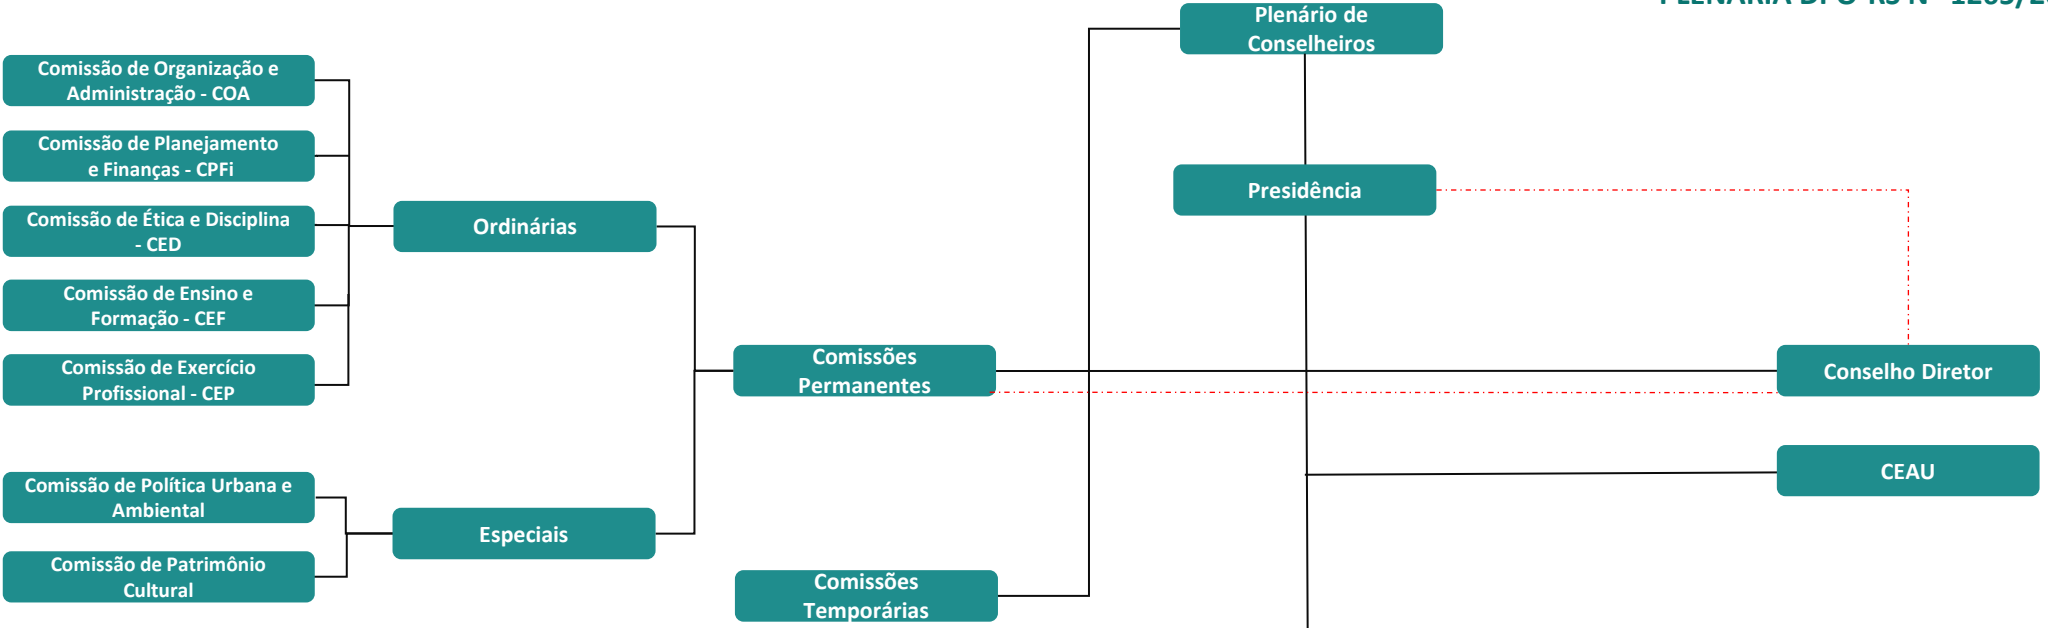 Plenário de
Conselheiros
Comissão de Organização e
Administração - COA
Comissão de Planejamento
e Finanças - CPFi
Presidência
Comissão de Ética e Disciplina
- CED
Ordinárias
Comissão de Ensino e
Formação - CEF
Comissão de Exercício
Profissional - CEP
Comissões
Permanentes
Conselho Diretor
CEAU
Comissão de Política Urbana e
Ambiental
Especiais
Comissão de Patrimônio
Cultural
Comissões
Temporárias